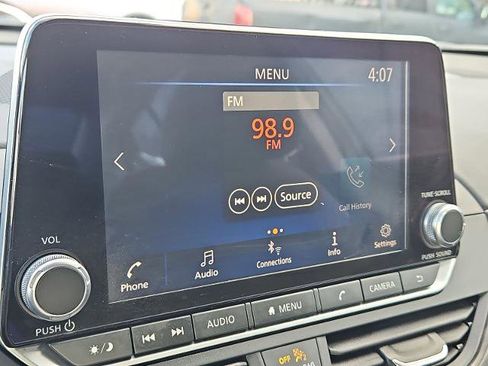 MENU 4:07
FM
98.9
FM
Source
Call History
TUNE·SCROLL
VOL
PUSH SOUND
Phone Audio Connections Info Settings
PUSH
AUDIO MENU CAMERA
OFF